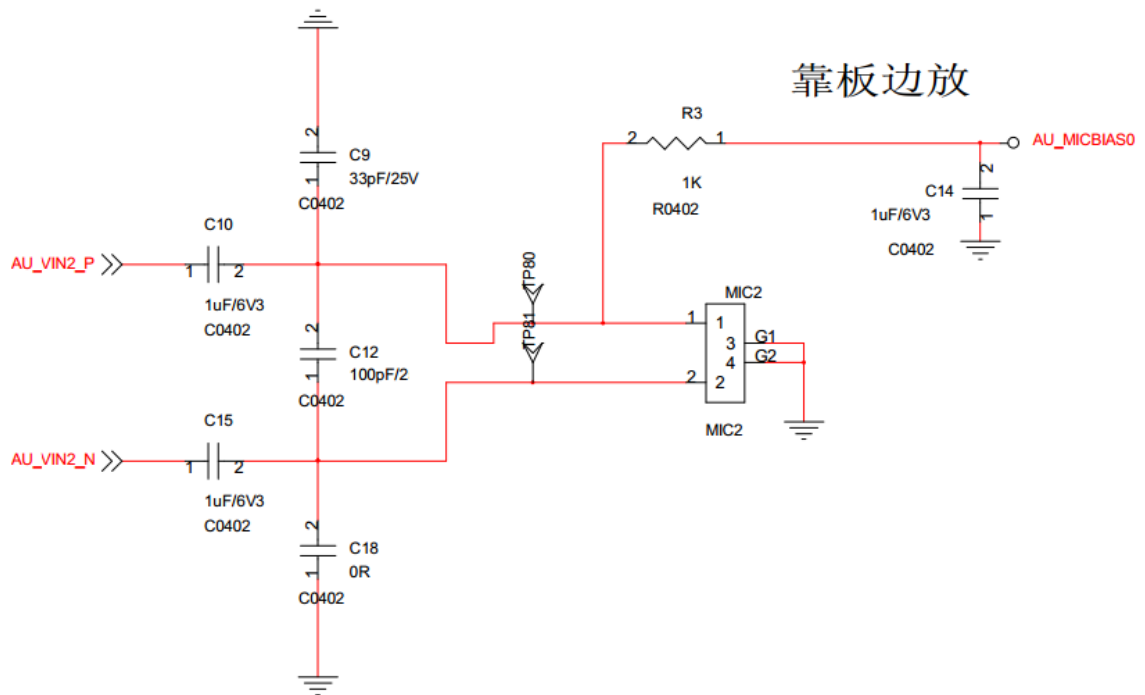 靠板边放
2
C9
33pF/25V
1
C0402
R3
2
1
1K
R0402
AU_MICBIAS0
2
C14
1uF/6V3
1
C0402
C10
AU_VIN2_P
1
2
1uF/6V3
C0402
TP80
TP81
MIC2
1
1
3
G1
4
G2
2
2
MIC2
2
C12
100pF/2
1
C0402
C15
AU_VIN2_N
1
2
1uF/6V3
C0402
2
C18
0R
1
C0402